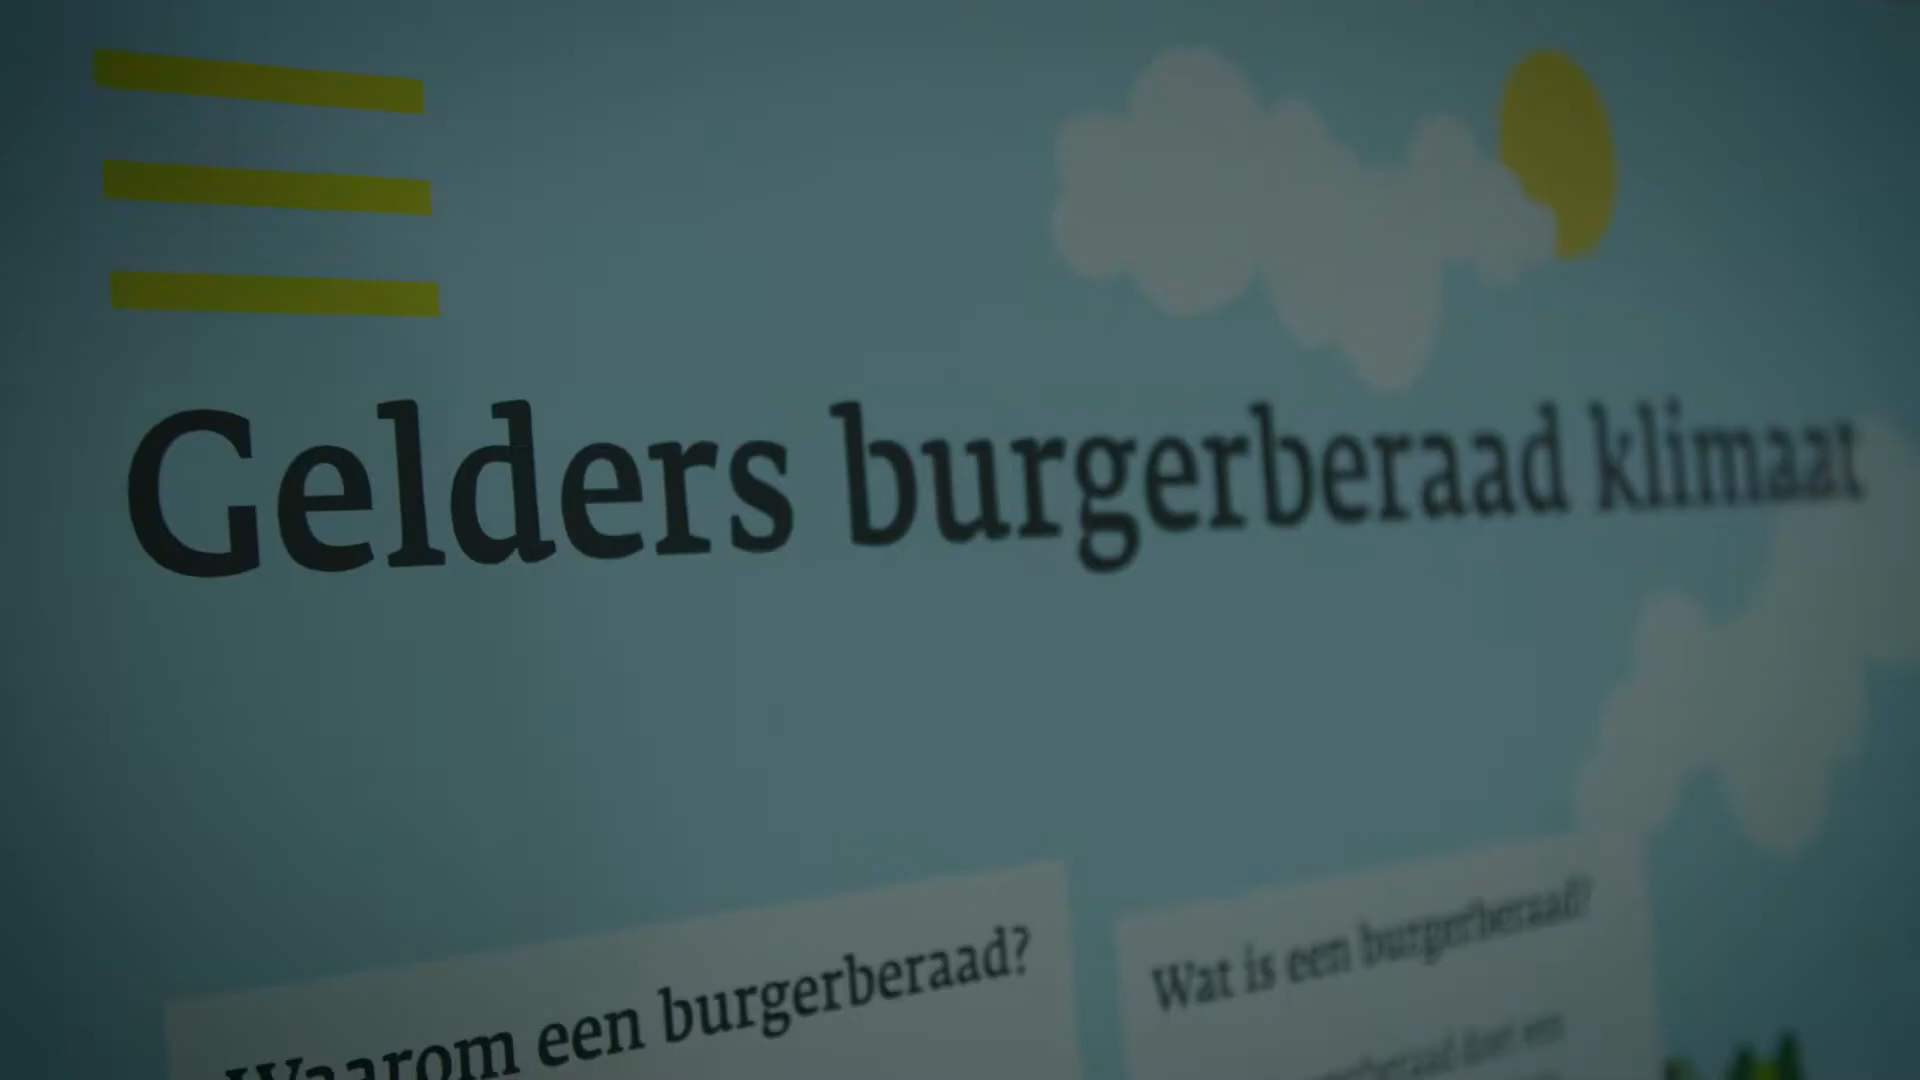 Gelders burgerberaad klimaat
Waarom een burgerberaad?
Wat is een burgerberaad?